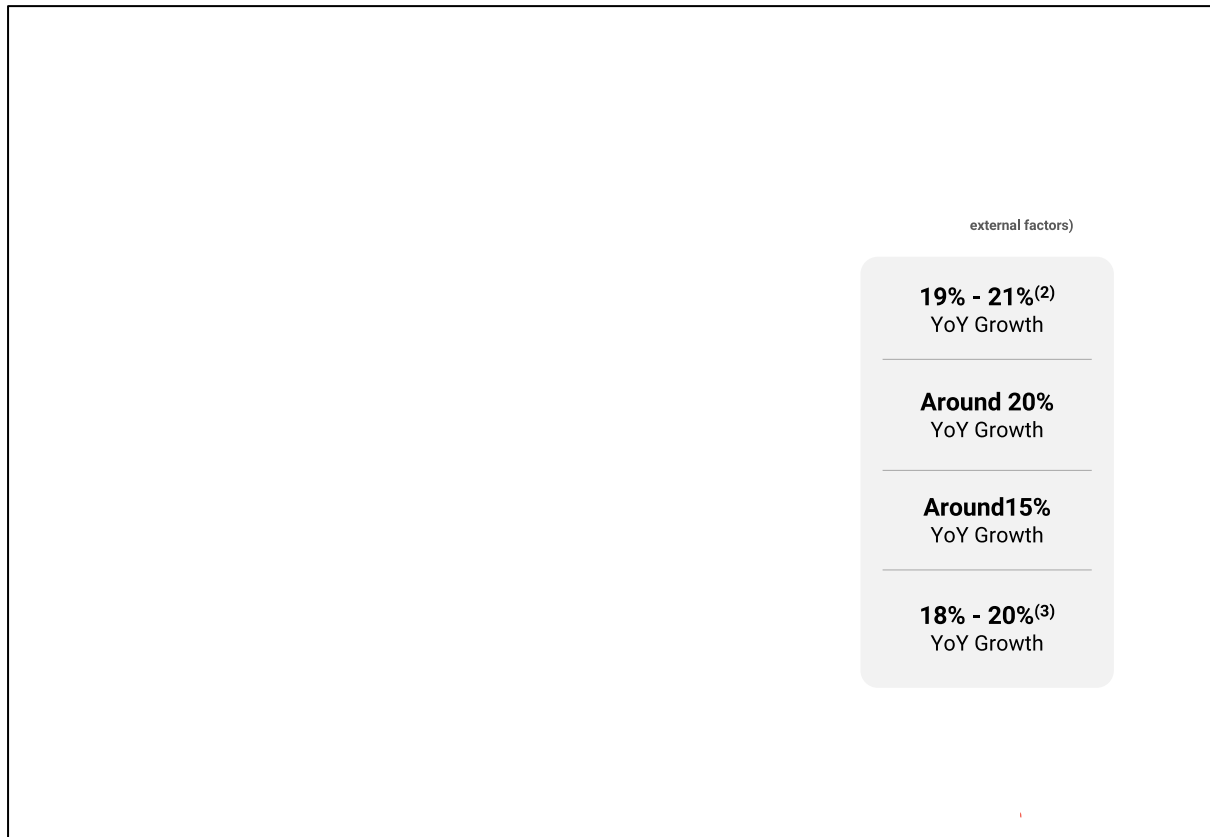 external factors)
19% - 21%(2)
YoY Growth
Around 20%
YoY Growth
Around15%
YoY Growth
18% - 20%(3)
YoY Growth